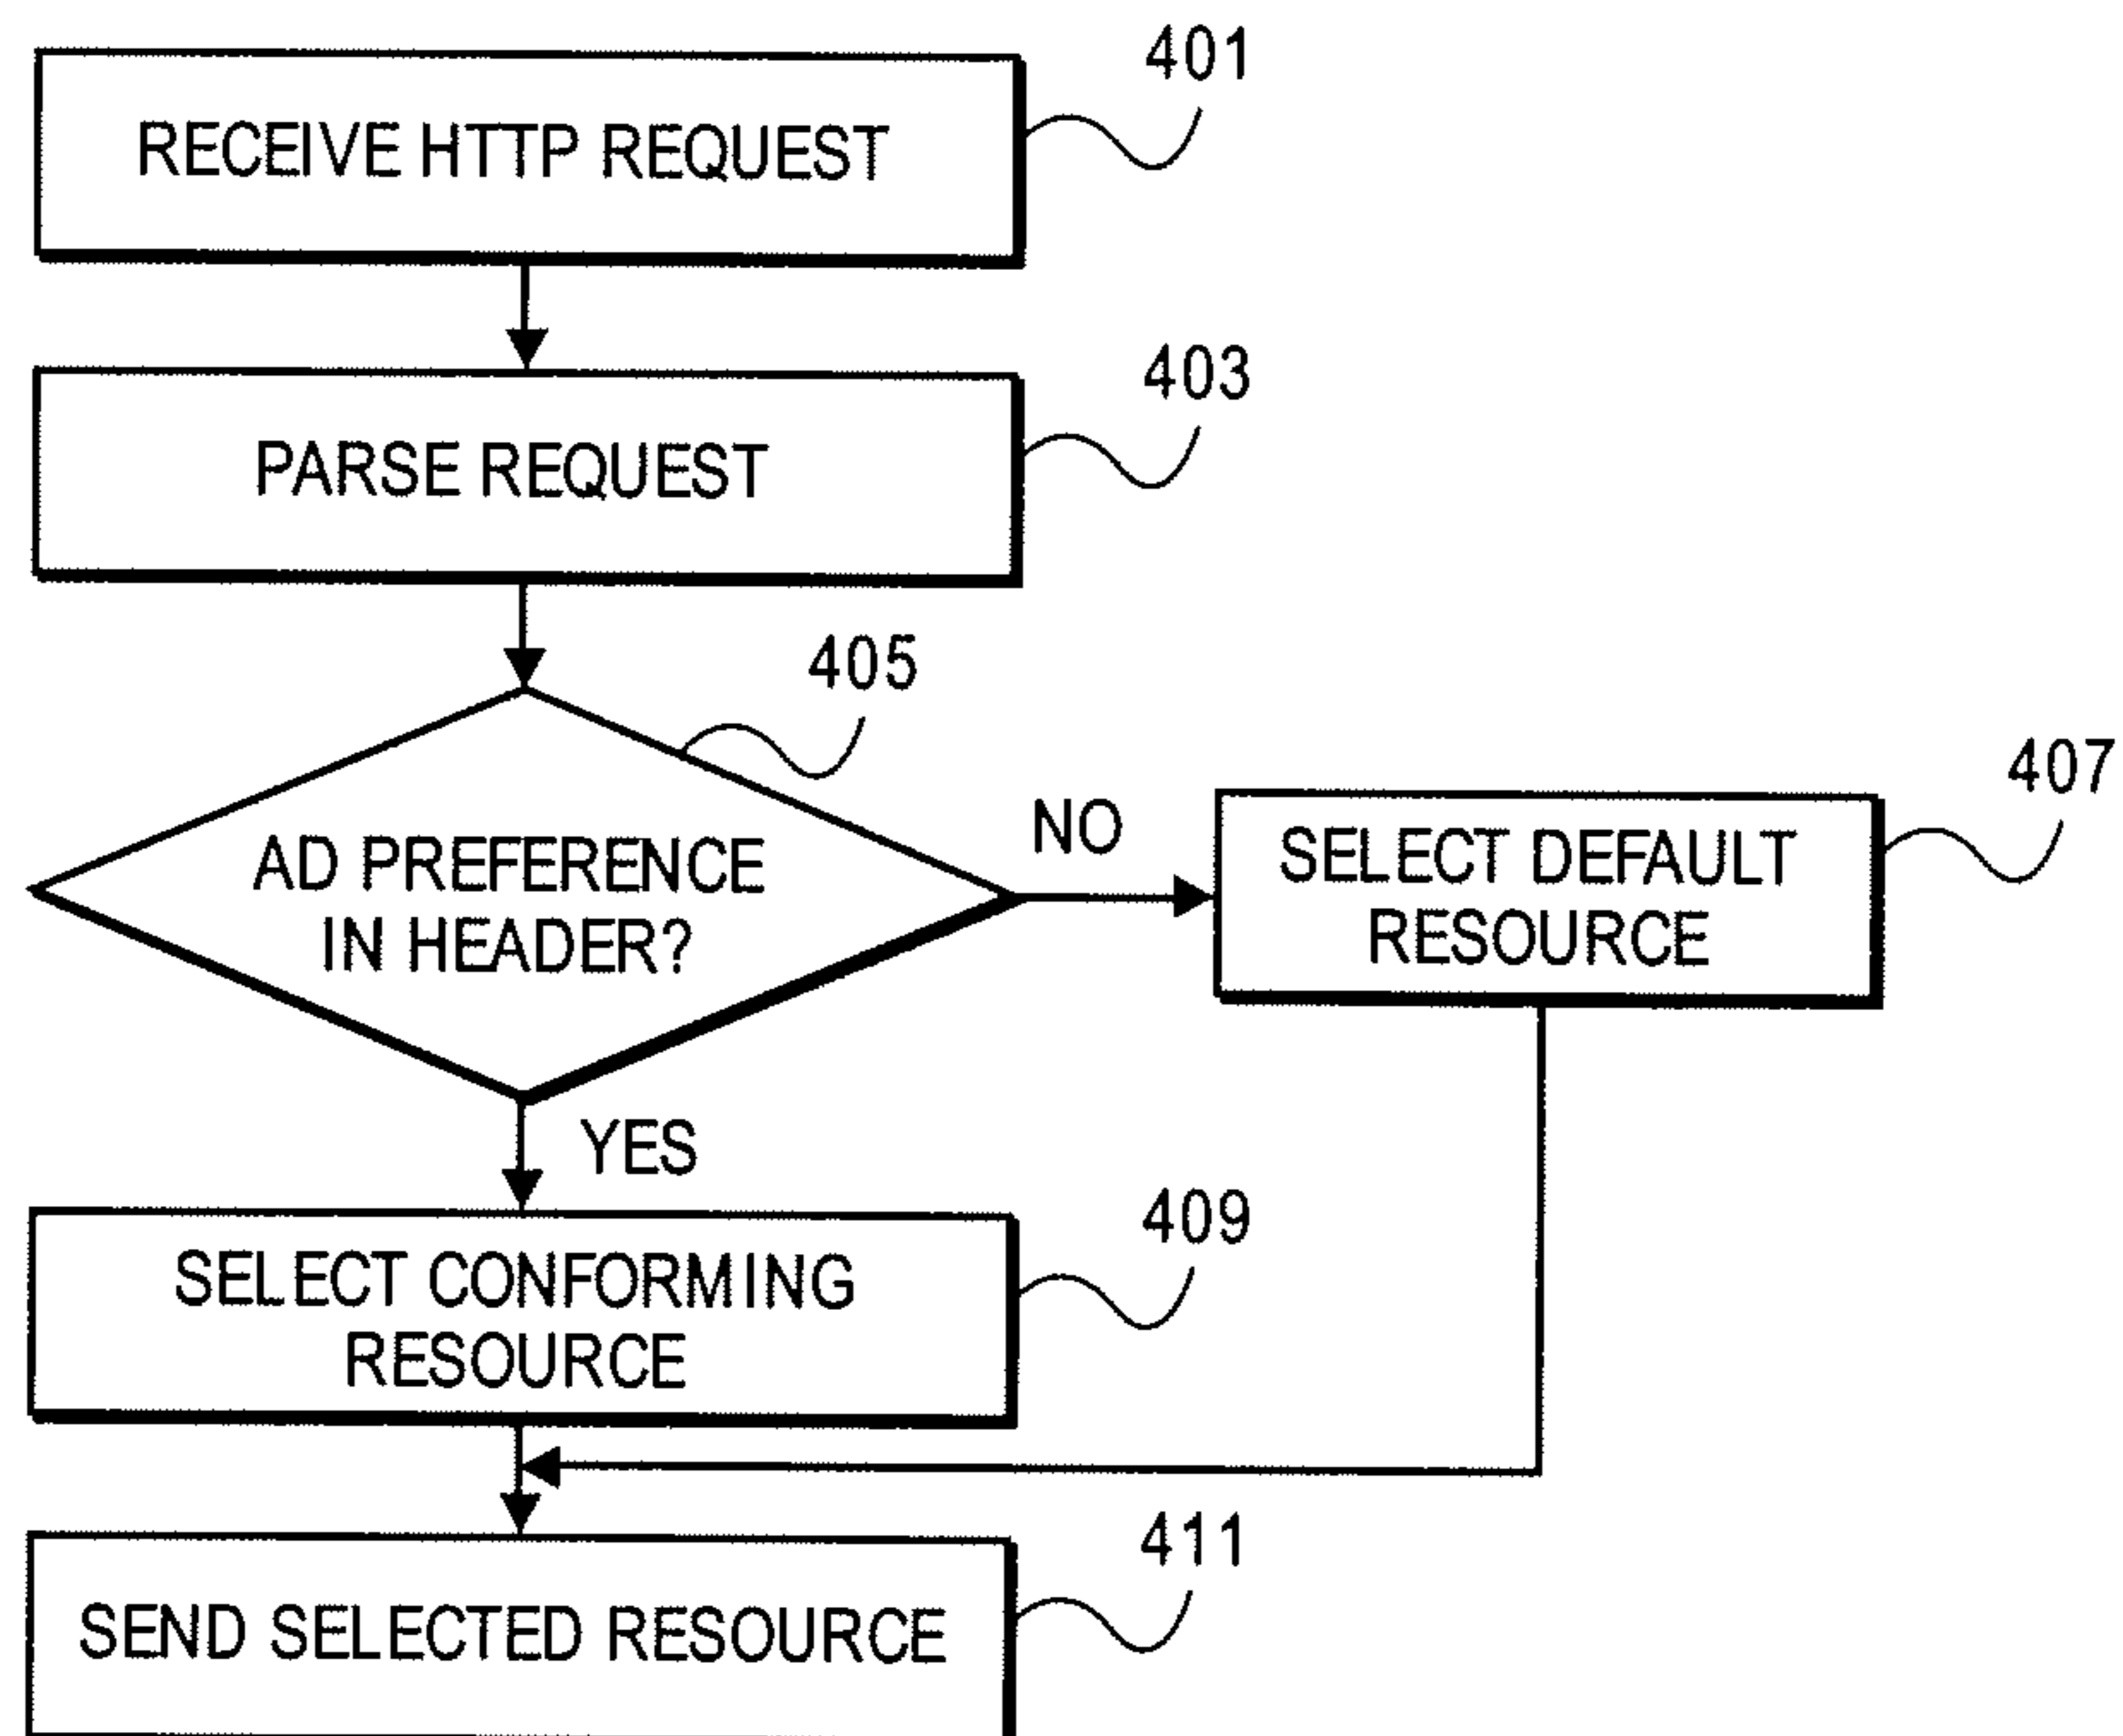 401
RECEIVE HTTP REQUEST
403
PARSE REQUEST
405
AD PREFERENCE
IN HEADER?
NO
407
SELECT DEFAULT
RESOURCE
YES
409
SELECT CONFORMING
RESOURCE
411
SEND SELECTED RESOURCE